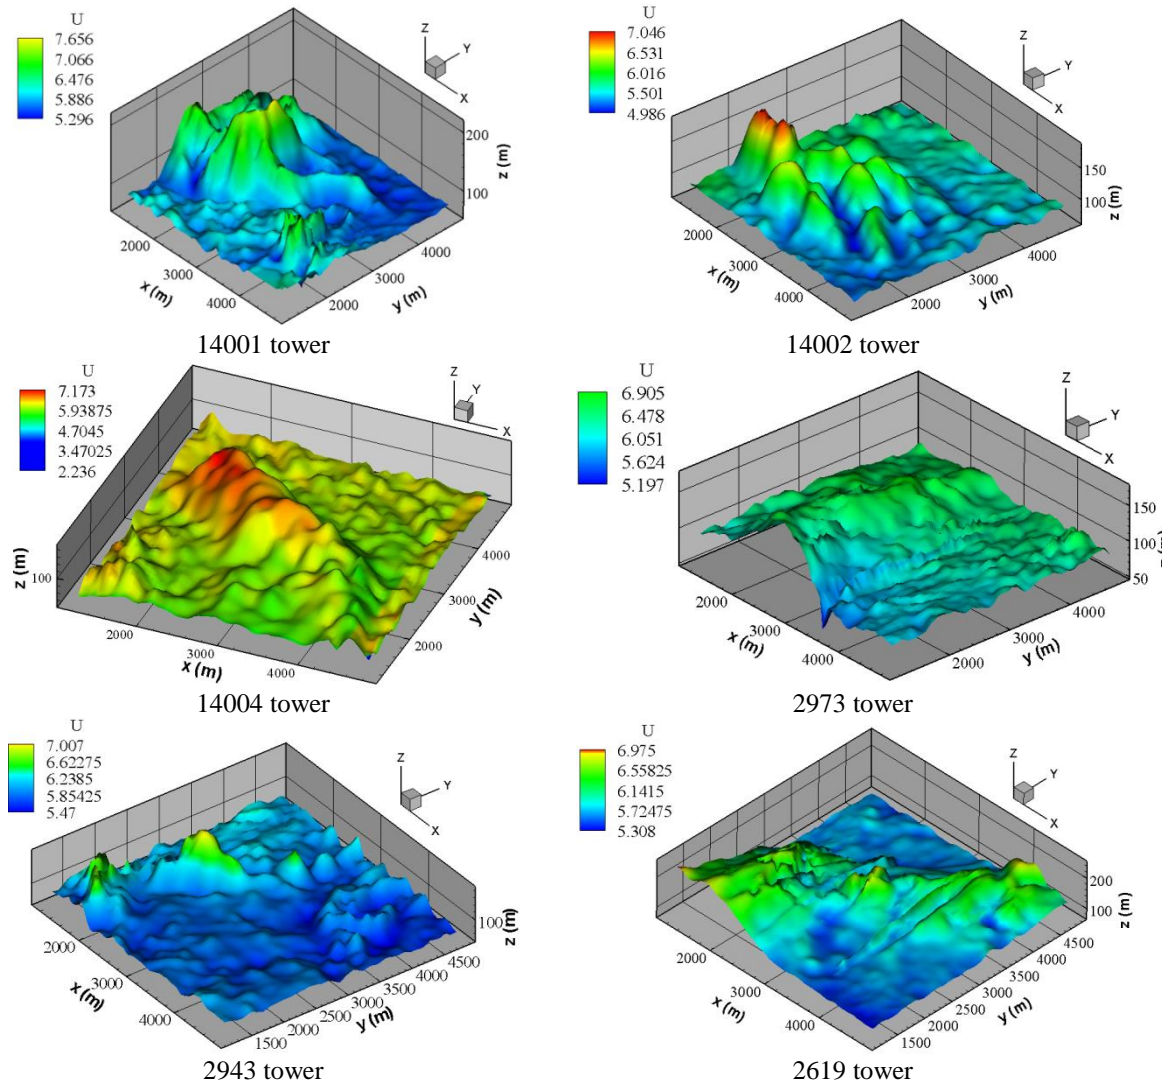 U
7.656
7.066
6.476
5.886
5.296
Z
Y
X
200
100
z (m)
2000
3000
4000
x (m)
2000
3000
4000
y (m)
14001 tower
U
7.046
6.531
6.016
5.501
4.986
Z
Y
X
150
100
z (m)
2000
3000
4000
x (m)
2000
3000
4000
y (m)
14002 tower
U
7.173
5.93875
4.7045
3.47025
2.236
Z
Y
X
100
z (m)
2000
3000
4000
x (m)
2000
3000
4000
y (m)
14004 tower
U
6.905
6.478
6.051
5.624
5.197
Z
Y
X
150
100
50
z (m)
2000
3000
4000
x (m)
2000
3000
4000
y (m)
2973 tower
U
7.007
6.62275
6.2385
5.85425
5.47
Z
Y
X
100
z (m)
2000
3000
4000
x (m)
1500
2000
2500
3000
3500
4000
4500
y (m)
2943 tower
U
6.975
6.55825
6.1415
5.72475
5.308
Z
Y
X
200
100
z (m)
2000
3000
4000
x (m)
1500
2000
2500
3000
3500
4000
4500
y (m)
2619 tower